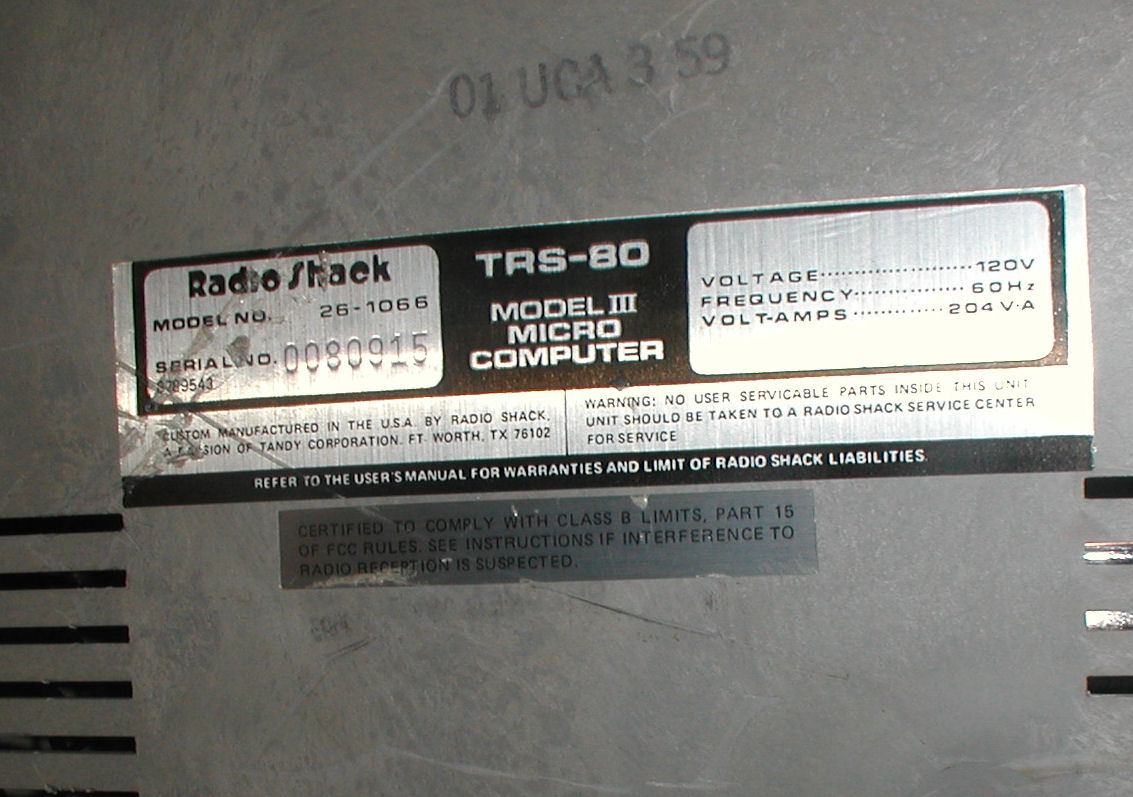 01 UGA 3 59
Radio Shack
MODEL NO. 26-1066
SERIAL NO. 0080915
8789543
TRS-80
MODEL III
MICRO
COMPUTER
VOLTAGE....................120V
FREQUENCY..............60Hz
VOLT-AMPS.............204 V·A
CUSTOM MANUFACTURED IN THE U.S.A. BY RADIO SHACK,
A DIVISION OF TANDY CORPORATION. FT. WORTH, TX 76102
WARNING: NO USER SERVICABLE PARTS INSIDE THIS UNIT
UNIT SHOULD BE TAKEN TO A RADIO SHACK SERVICE CENTER
FOR SERVICE
REFER TO THE USER'S MANUAL FOR WARRANTIES AND LIMIT OF RADIO SHACK LIABILITIES.
CERTIFIED TO COMPLY WITH CLASS B LIMITS, PART 15
OF FCC RULES. SEE INSTRUCTIONS IF INTERFERENCE TO
RADIO RECEPTION IS SUSPECTED.